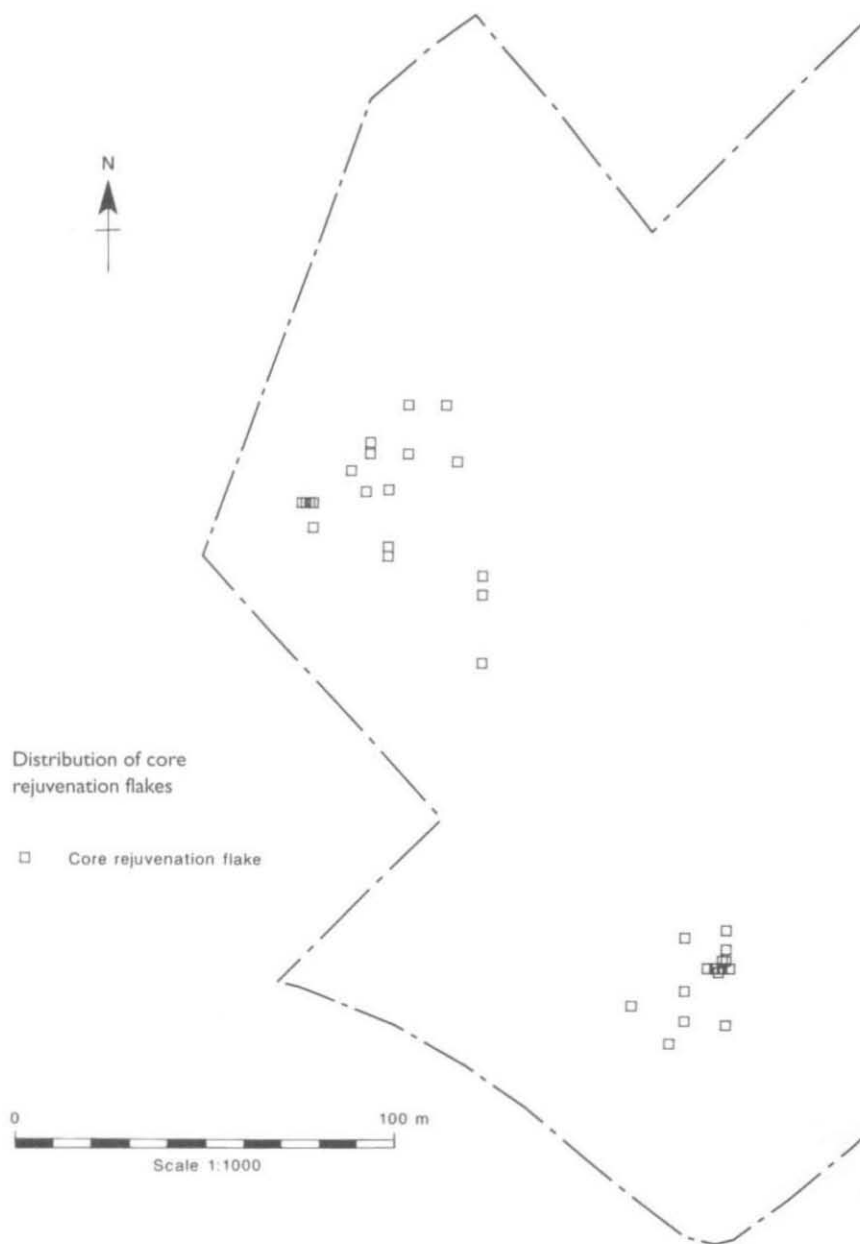 N
Distribution of core
rejuvenation flakes
Core rejuvenation flake
0 100 m
Scale 1:1000